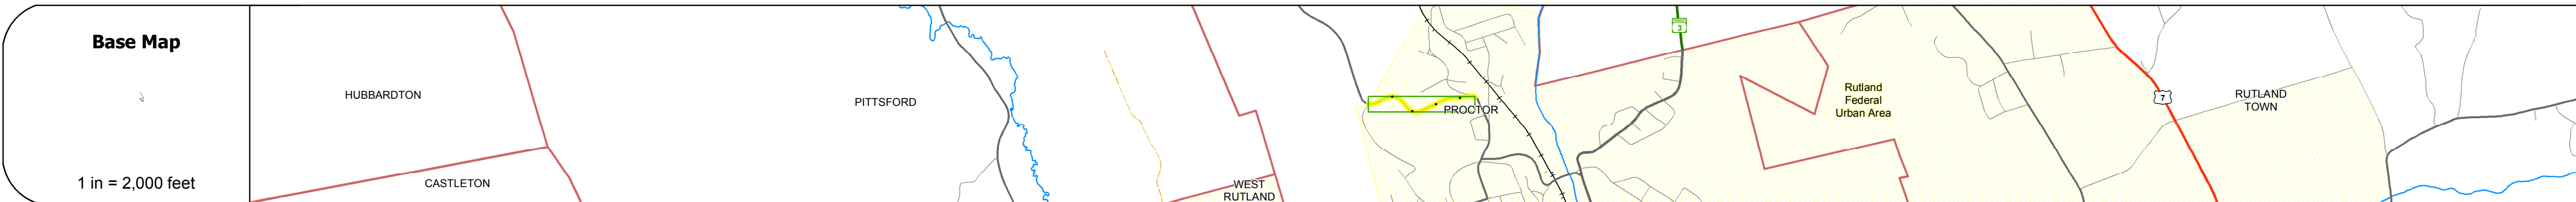 Base Map
1 in = 2,000 feet
HUBBARDTON
CASTLETON
PITTSFORD
WEST
RUTLAND
PROCTOR
3
Rutland
Federal
Urban Area
7
RUTLAND
TOWN